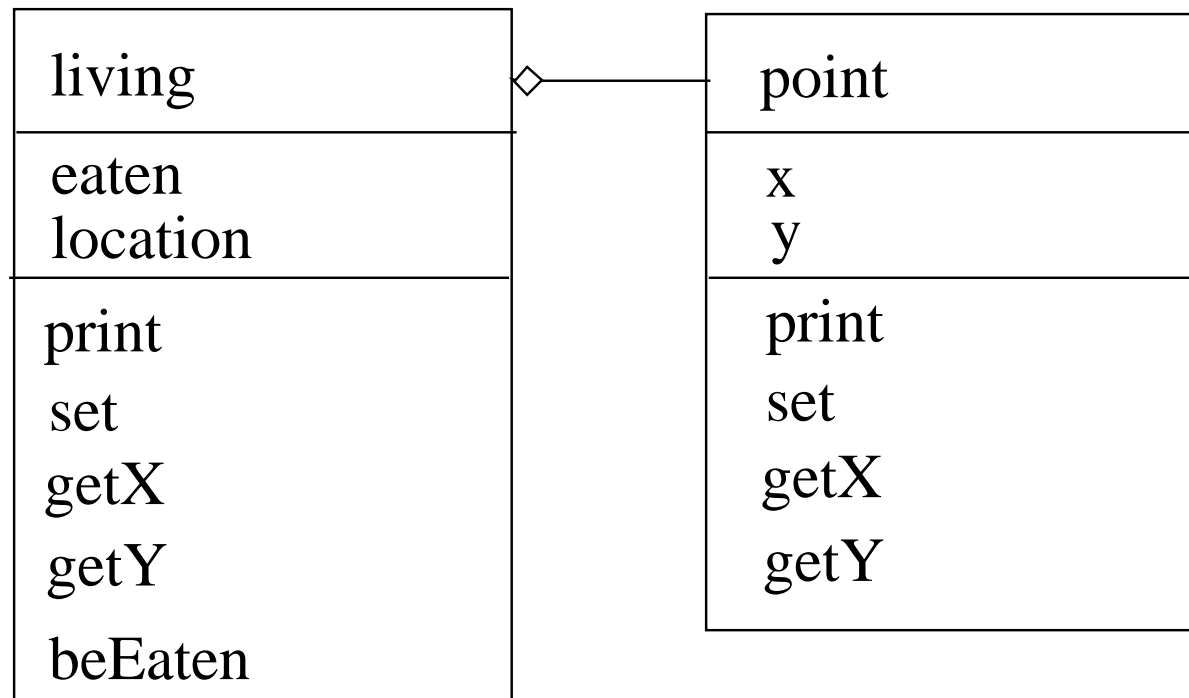 living
eaten
location
print
set
getX
getY
beEaten
point
x
y
print
set
getX
getY